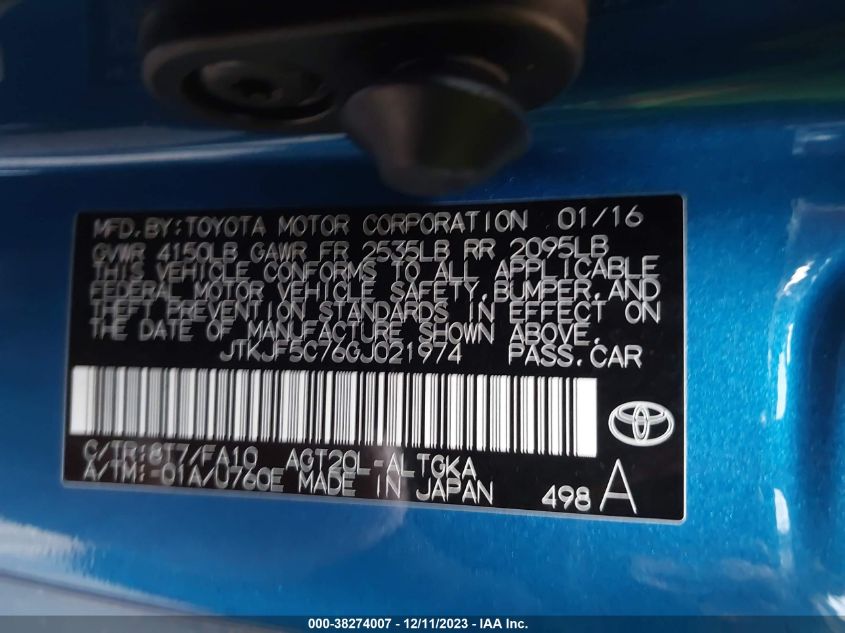 MFD.BY:TOYOTA MOTOR CORPORATION 01/16
GVWR 4150LB GAWR FR 2535LB RR 2095LB
THIS VEHICLE CONFORMS TO ALL APPLICABLE
FEDERAL MOTOR VEHICLE SAFETY,BUMPER,AND
THEFT PREVENTION STANDARDS IN EFFECT ON
THE DATE OF MANUFACTURE SHOWN ABOVE.
JTKJF5C76GJ021974 PASS.CAR
C/TR:8T7/FA10 AGT20L-ALTGKA
A/TM:-01A/U760E MADE IN JAPAN
498A
000-38274007 - 12/11/2023 - IAA Inc.